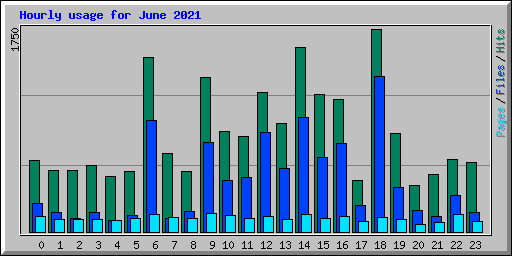 Hourly usage for June 2021
1750
Pages / Files / Hits
0 1 2 3 4 5 6 7 8 9 10 11 12 13 14 15 16 17 18 19 20 21 22 23